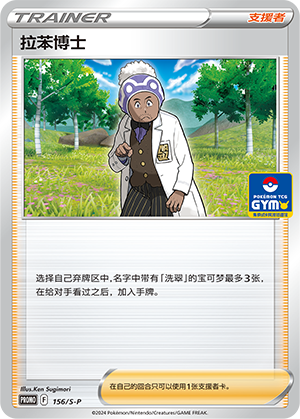 TRAINER 支援者
拉苯博士
POKÉMON TCG
GYM
选择自己弃牌区中,名字中带有「洗翠」的宝可梦最多3张,
在给对手看过之后,加入手牌。
Illus.Ken Sugimori
PROMO F 156/S-P
在自己的回合只可以使用1张支援者卡。
©2024 Pokémon/Nintendo/Creatures/GAME FREAK.